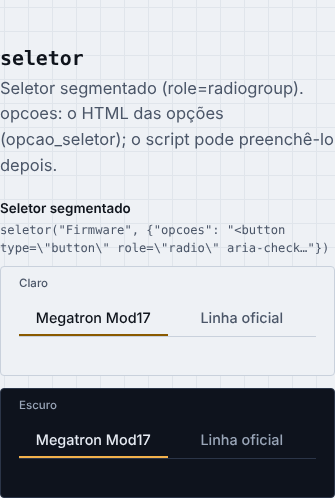 seletor
Seletor segmentado (role=radiogroup).
opcoes: o HTML das opções
(opcao_seletor); o script pode preenchê-lo
depois.
Seletor segmentado
seletor("Firmware", {"opcoes": "<button
type=\"button\" role=\"radio\" aria-check…"})
Claro
Megatron Mod17 Linha oficial
Escuro
Megatron Mod17 Linha oficial